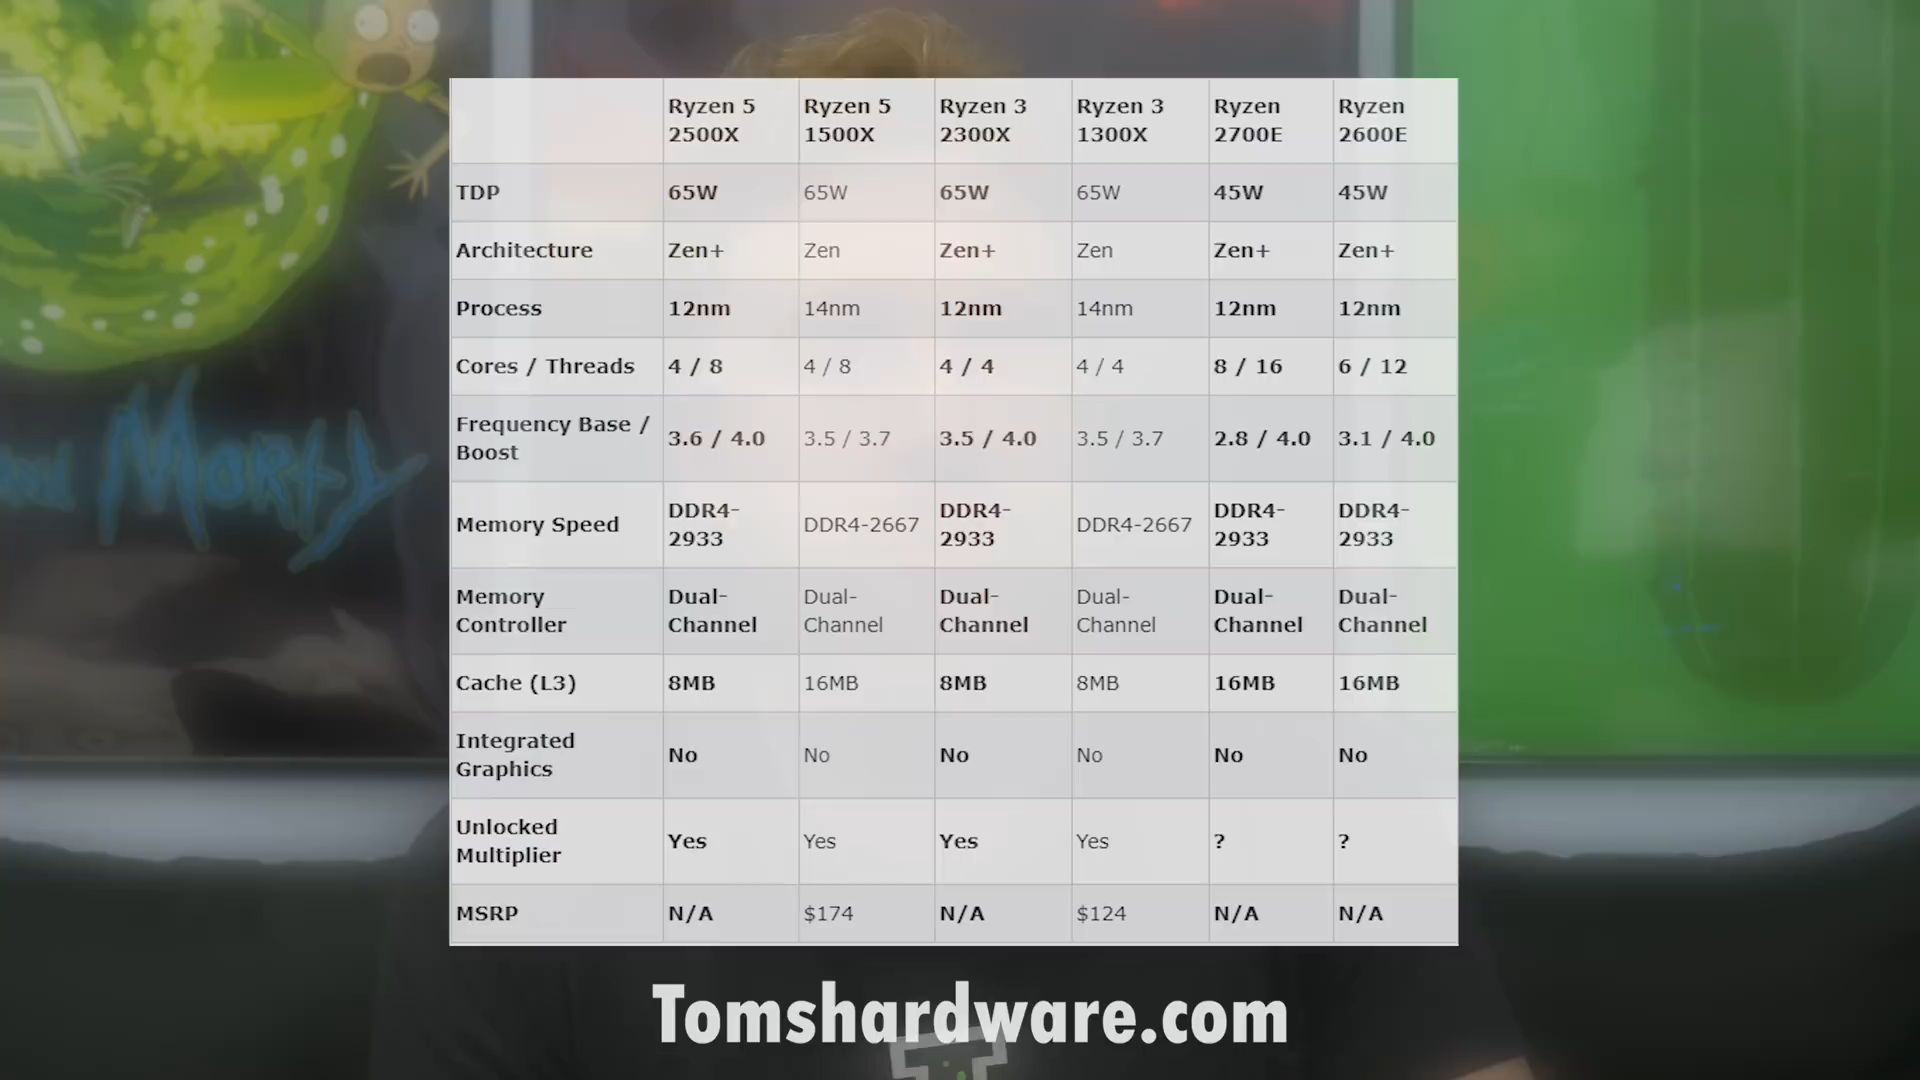 Ryzen 5 2500X Ryzen 5 1500X Ryzen 3 2300X Ryzen 3 1300X Ryzen 2700E Ryzen 2600E
TDP 65W 65W 65W 65W 45W 45W
Architecture Zen+ Zen Zen+ Zen Zen+ Zen+
Process 12nm 14nm 12nm 14nm 12nm 12nm
Cores / Threads 4 / 8 4 / 8 4 / 4 4 / 4 8 / 16 6 / 12
Frequency Base / Boost 3.6 / 4.0 3.5 / 3.7 3.5 / 4.0 3.5 / 3.7 2.8 / 4.0 3.1 / 4.0
Memory Speed DDR4-2933 DDR4-2667 DDR4-2933 DDR4-2667 DDR4-2933 DDR4-2933
Memory Controller Dual-Channel Dual-Channel Dual-Channel Dual-Channel Dual-Channel Dual-Channel
Cache (L3) 8MB 16MB 8MB 8MB 16MB 16MB
Integrated Graphics No No No No No No
Unlocked Multiplier Yes Yes Yes Yes ? ?
MSRP N/A $174 N/A $124 N/A N/A
and Morty
Tomshardware.com